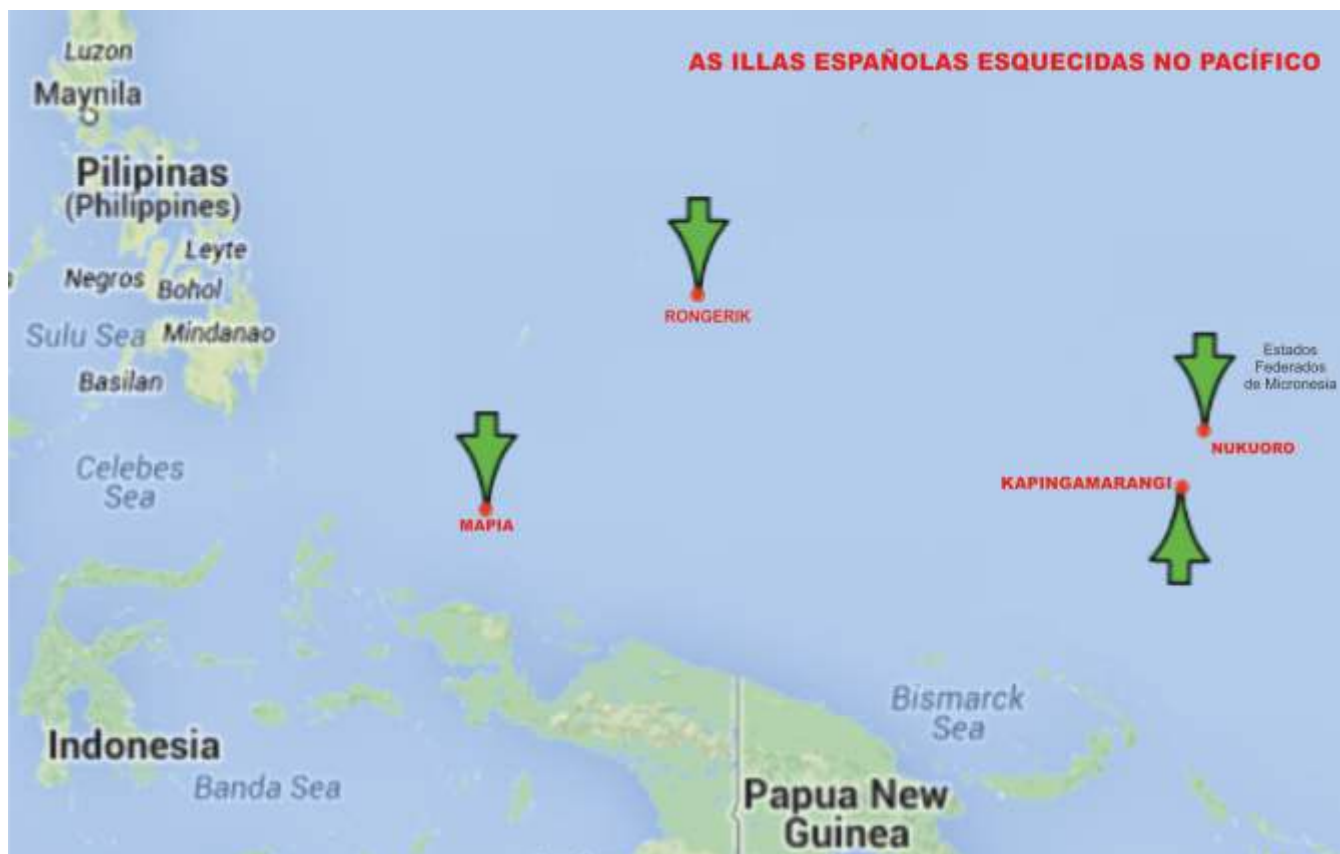 AS ILLAS ESPAÑOLAS ESQUECIDAS NO PACÍFICO
Luzon
Maynila
Pilipinas
(Philippines)
Leyte
Negros
Bohol
Sulu Sea
Mindanao
Basilan
RONGERIK
Estados
Federados
de Micronesia
NUKUORO
Celebes
Sea
KAPINGAMARANGI
MAPIA
Bismarck
Sea
Indonesia
Banda Sea
Papua New
Guinea